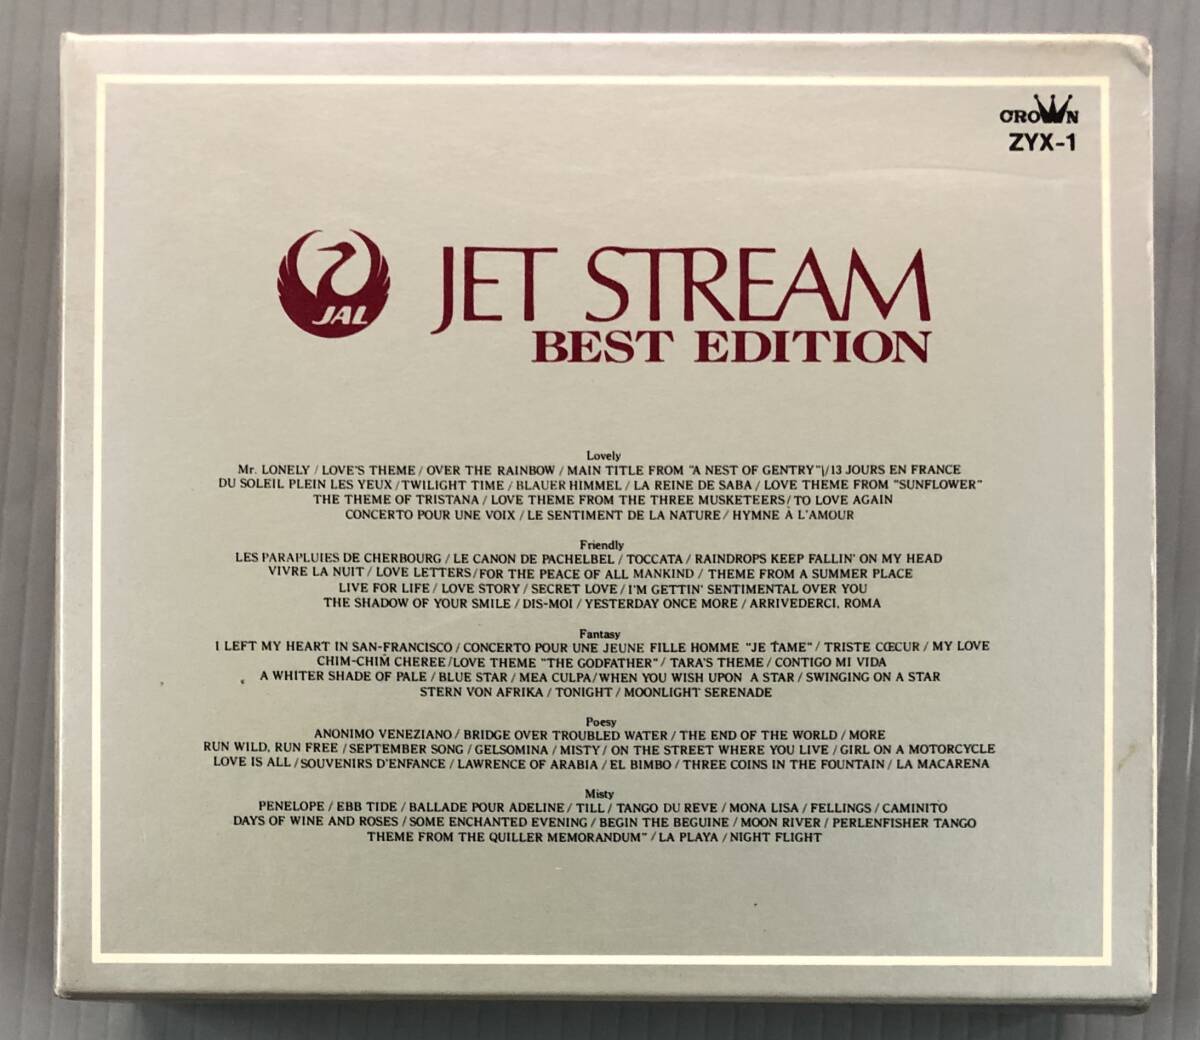 CROWN
ZYX-1
JAL
JET STREAM
BEST EDITION
Lovely
Mr. LONELY / LOVE'S THEME / OVER THE RAINBOW / MAIN TITLE FROM "A NEST OF GENTRY"\/13 JOURS EN FRANCE
DU SOLEIL PLEIN LES YEUX / TWILIGHT TIME / BLAUER HIMMEL / LA REINE DE SABA / LOVE THEME FROM "SUNFLOWER"
THE THEME OF TRISTANA / LOVE THEME FROM THE THREE MUSKETEERS / TO LOVE AGAIN
CONCERTO POUR UNE VOIX / LE SENTIMENT DE LA NATURE / HYMNE À L'AMOUR
Friendly
LES PARAPLUIES DE CHERBOURG / LE CANON DE PACHELBEL / TOCCATA / RAINDROPS KEEP FALLIN' ON MY HEAD
VIVRE LA NUIT / LOVE LETTERS / FOR THE PEACE OF ALL MANKIND / THEME FROM A SUMMER PLACE
LIVE FOR LIFE / LOVE STORY / SECRET LOVE / I'M GETTIN' SENTIMENTAL OVER YOU
THE SHADOW OF YOUR SMILE / DIS-MOI / YESTERDAY ONCE MORE / ARRIVEDERCI, ROMA
Fantasy
I LEFT MY HEART IN SAN-FRANCISCO / CONCERTO POUR UNE JEUNE FILLE HOMME "JE T'AME" / TRISTE CŒCUR / MY LOVE
CHIM-CHIM CHEREE / LOVE THEME "THE GODFATHER" / TARA'S THEME / CONTIGO MI VIDA
A WHITER SHADE OF PALE / BLUE STAR / MEA CULPA / WHEN YOU WISH UPON A STAR / SWINGING ON A STAR
STERN VON AFRIKA / TONIGHT / MOONLIGHT SERENADE
Poesy
ANONIMO VENEZIANO / BRIDGE OVER TROUBLED WATER / THE END OF THE WORLD / MORE
RUN WILD, RUN FREE / SEPTEMBER SONG / GELSOMINA / MISTY / ON THE STREET WHERE YOU LIVE / GIRL ON A MOTORCYCLE
LOVE IS ALL / SOUVENIRS D'ENFANCE / LAWRENCE OF ARABIA / EL BIMBO / THREE COINS IN THE FOUNTAIN / LA MACARENA
Misty
PENELOPE / EBB TIDE / BALLADE POUR ADELINE / TILL / TANGO DU REVE / MONA LISA / FELLINGS / CAMINITO
DAYS OF WINE AND ROSES / SOME ENCHANTED EVENING / BEGIN THE BEGUINE / MOON RIVER / PERLENFISHER TANGO
THEME FROM THE QUILLER MEMORANDUM" / LA PLAYA / NIGHT FLIGHT